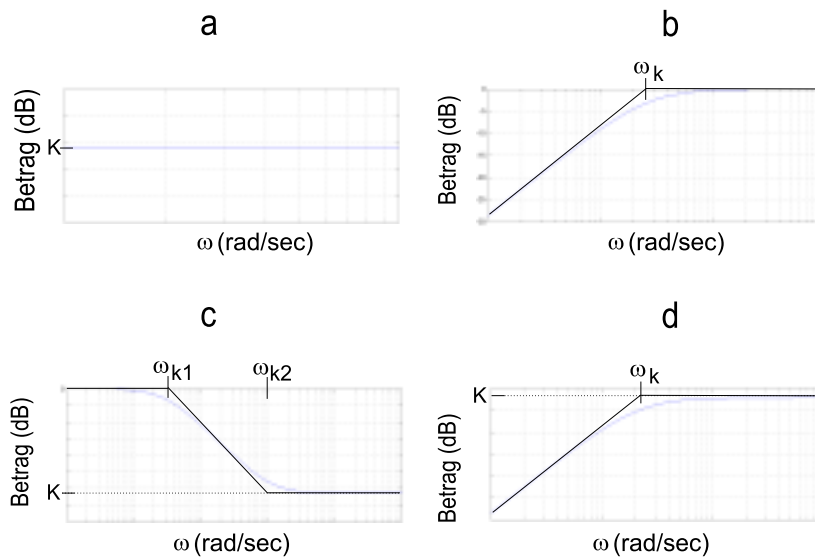 a
Betrag (dB)
K
ω (rad/sec)
b
ωk
Betrag (dB)
ω (rad/sec)
c
ωk1
ωk2
Betrag (dB)
K
ω (rad/sec)
d
ωk
K
Betrag (dB)
ω (rad/sec)